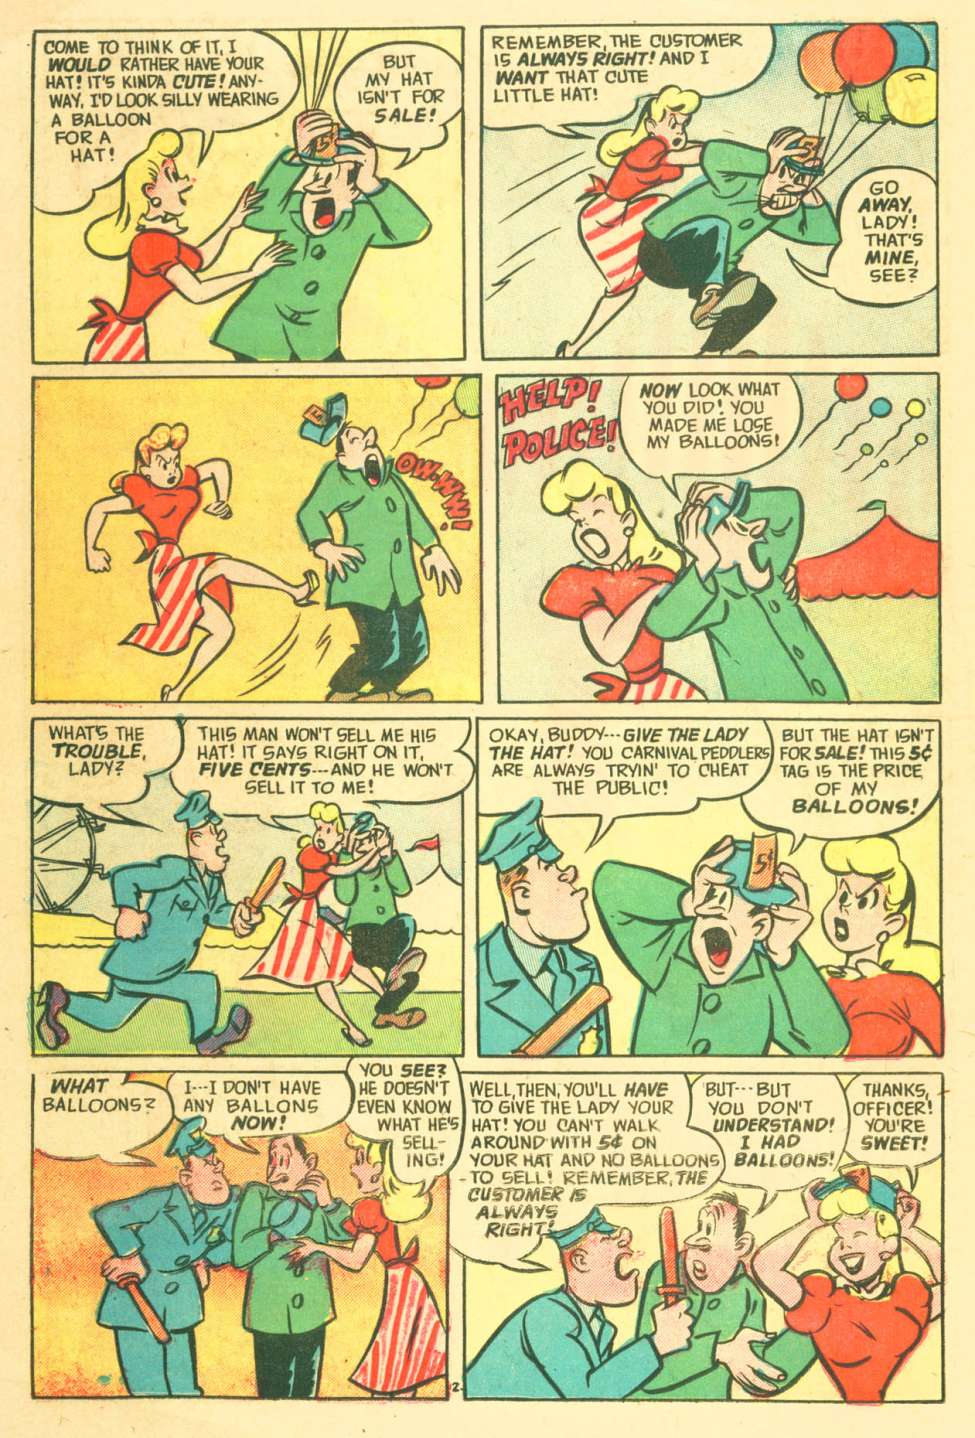 COME TO THINK OF IT, I
WOULD RATHER HAVE YOUR
HAT! IT'S KINDA CUTE! ANY-
WAY, I'D LOOK SILLY WEARING
A BALLOON
FOR A
HAT!
BUT
MY HAT
ISN'T FOR
SALE!
5
REMEMBER, THE CUSTOMER
IS ALWAYS RIGHT! AND I
WANT THAT CUTE
LITTLE HAT!
5
GO
AWAY,
LADY!
THAT'S
MINE,
SEE?
OW-WW!
HELP!
POLICE!
NOW LOOK WHAT
YOU DID! YOU
MADE ME LOSE
MY BALLOONS!
WHAT'S THE
TROUBLE,
LADY?
THIS MAN WON'T SELL ME HIS
HAT! IT SAYS RIGHT ON IT,
FIVE CENTS---AND HE WON'T
SELL IT TO ME!
OKAY, BUDDY---GIVE THE LADY
THE HAT! YOU CARNIVAL PEDDLERS
ARE ALWAYS TRYIN' TO CHEAT
THE PUBLIC!
BUT THE HAT ISN'T
FOR SALE! THIS 5¢
TAG IS THE PRICE
OF MY
BALLOONS!
5¢
WHAT
BALLOONS?
I---I DON'T HAVE
ANY BALLONS
NOW!
YOU SEE?
HE DOESN'T
EVEN KNOW
WHAT HE'S
SELL-
ING!
WELL, THEN, YOU'LL HAVE
TO GIVE THE LADY YOUR
HAT! YOU CAN'T WALK
AROUND WITH 5¢ ON
YOUR HAT AND NO BALLOONS
TO SELL! REMEMBER, THE
CUSTOMER IS
ALWAYS
RIGHT!
BUT---BUT
YOU DON'T
UNDERSTAND!
I HAD
BALLOONS!
THANKS,
OFFICER!
YOU'RE
SWEET!
2